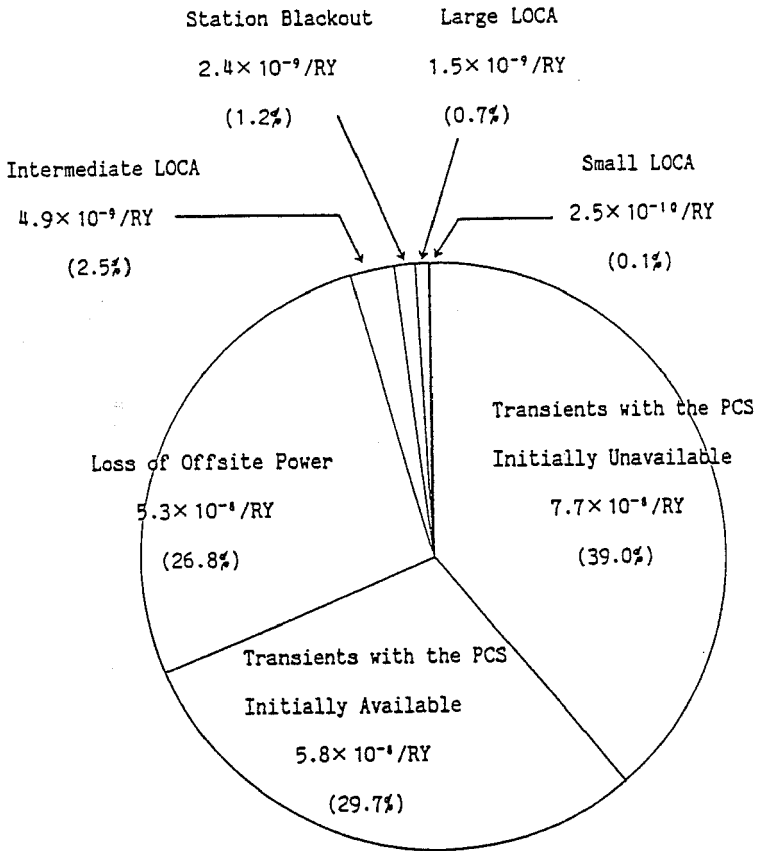 Station Blackout
2.4× 10⁻⁹/RY
(1.2%)
Large LOCA
1.5× 10⁻⁹/RY
(0.7%)
Intermediate LOCA
4.9× 10⁻⁹/RY
(2.5%)
Small LOCA
2.5× 10⁻¹⁰/RY
(0.1%)
Transients with the PCS
Initially Unavailable
7.7× 10⁻⁸/RY
(39.0%)
Loss of Offsite Power
5.3× 10⁻⁸/RY
(26.8%)
Transients with the PCS
Initially Available
5.8× 10⁻⁸/RY
(29.7%)